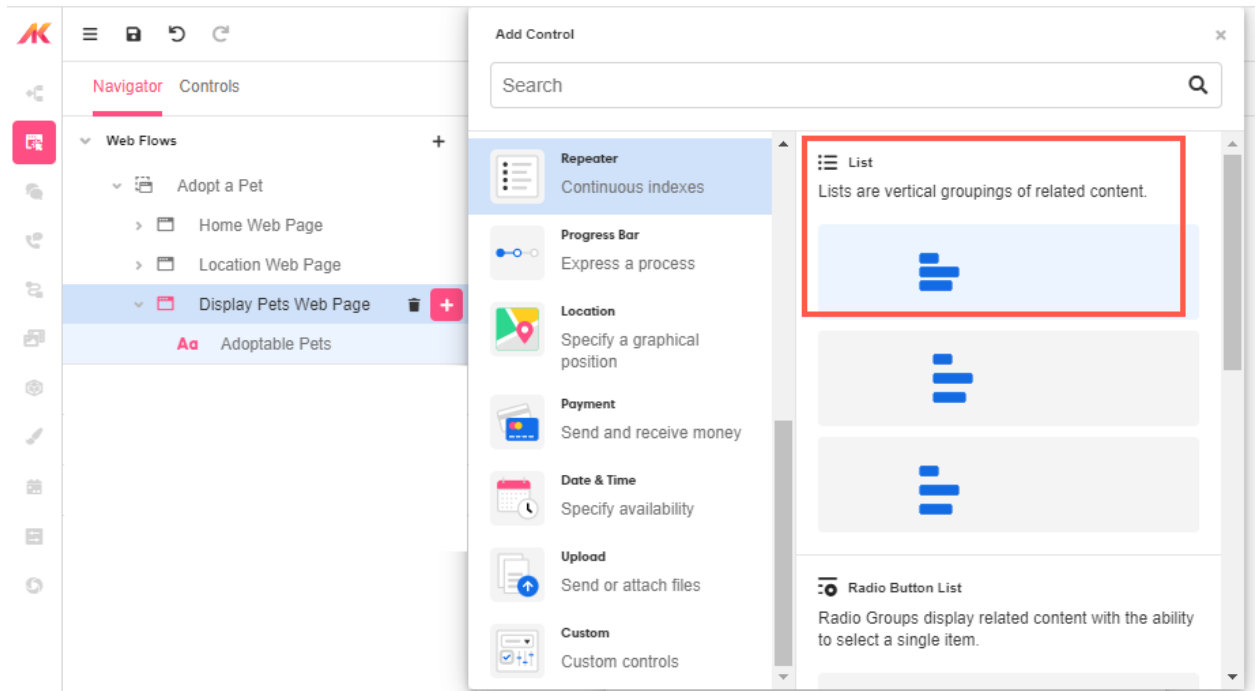 Navigator Controls
Web Flows
Adopt a Pet
Home Web Page
Location Web Page
Display Pets Web Page
Aa Adoptable Pets
Add Control
Search
Repeater
Continuous indexes
Progress Bar
Express a process
Location
Specify a graphical
position
Payment
Send and receive money
Date & Time
Specify availability
Upload
Send or attach files
Custom
Custom controls
List
Lists are vertical groupings of related content.
Radio Button List
Radio Groups display related content with the ability
to select a single item.